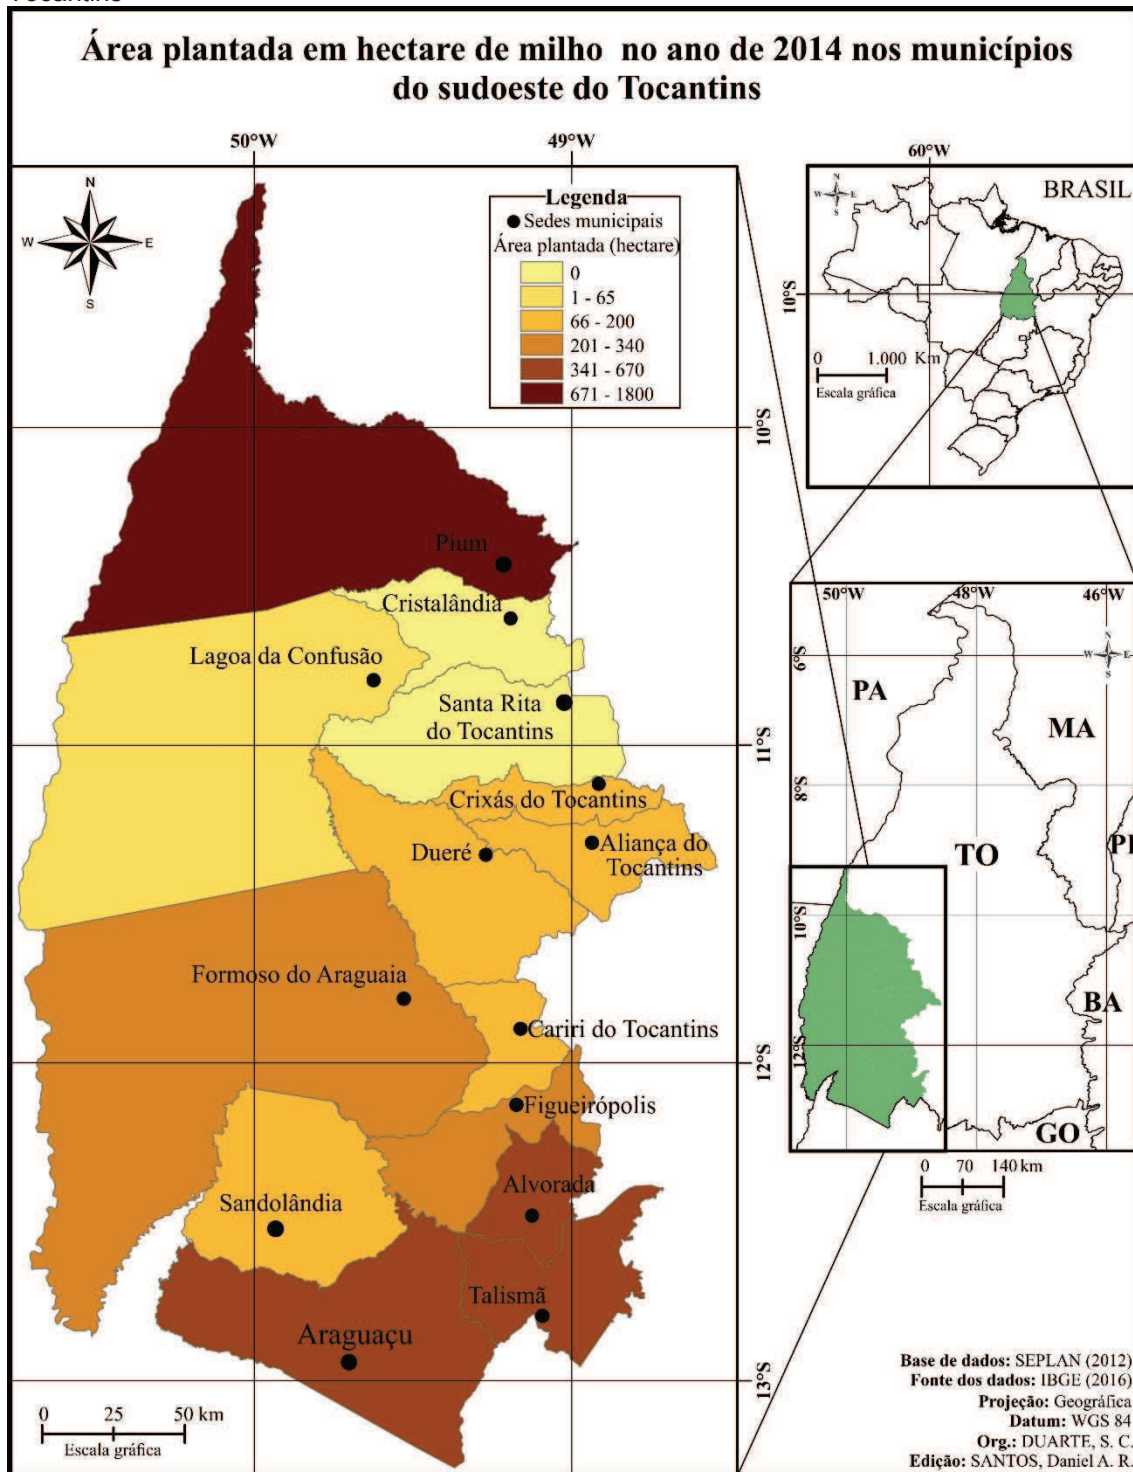 Tocantins
Área plantada em hectare de milho no ano de 2014 nos municípios
do sudoeste do Tocantins
50°W
49°W
N
W
E
S
Legenda
Sedes municipais
Área plantada (hectare)
0
1 - 65
66 - 200
201 - 340
341 - 670
671 - 1800
10°S
11°S
12°S
13°S
Pium
Cristalândia
Lagoa da Confusão
Santa Rita
do Tocantins
Crixás do Tocantins
Dueré
Aliança do
Tocantins
Formoso do Araguaia
Cariri do Tocantins
Figueirópolis
Alvorada
Sandolândia
Talismã
Araguaçu
0 25 50 km
Escala gráfica
60°W
N
W
E
S
BRASIL
10°S
0 1.000 Km
Escala gráfica
50°W
48°W
46°W
6°S
8°S
10°S
12°S
W
E
PA
MA
TO
PI
BA
GO
0 70 140 km
Escala gráfica
Base de dados: SEPLAN (2012)
Fonte dos dados: IBGE (2016)
Projeção: Geográfica
Datum: WGS 84
Org.: DUARTE, S. C.
Edição: SANTOS, Daniel A. R.